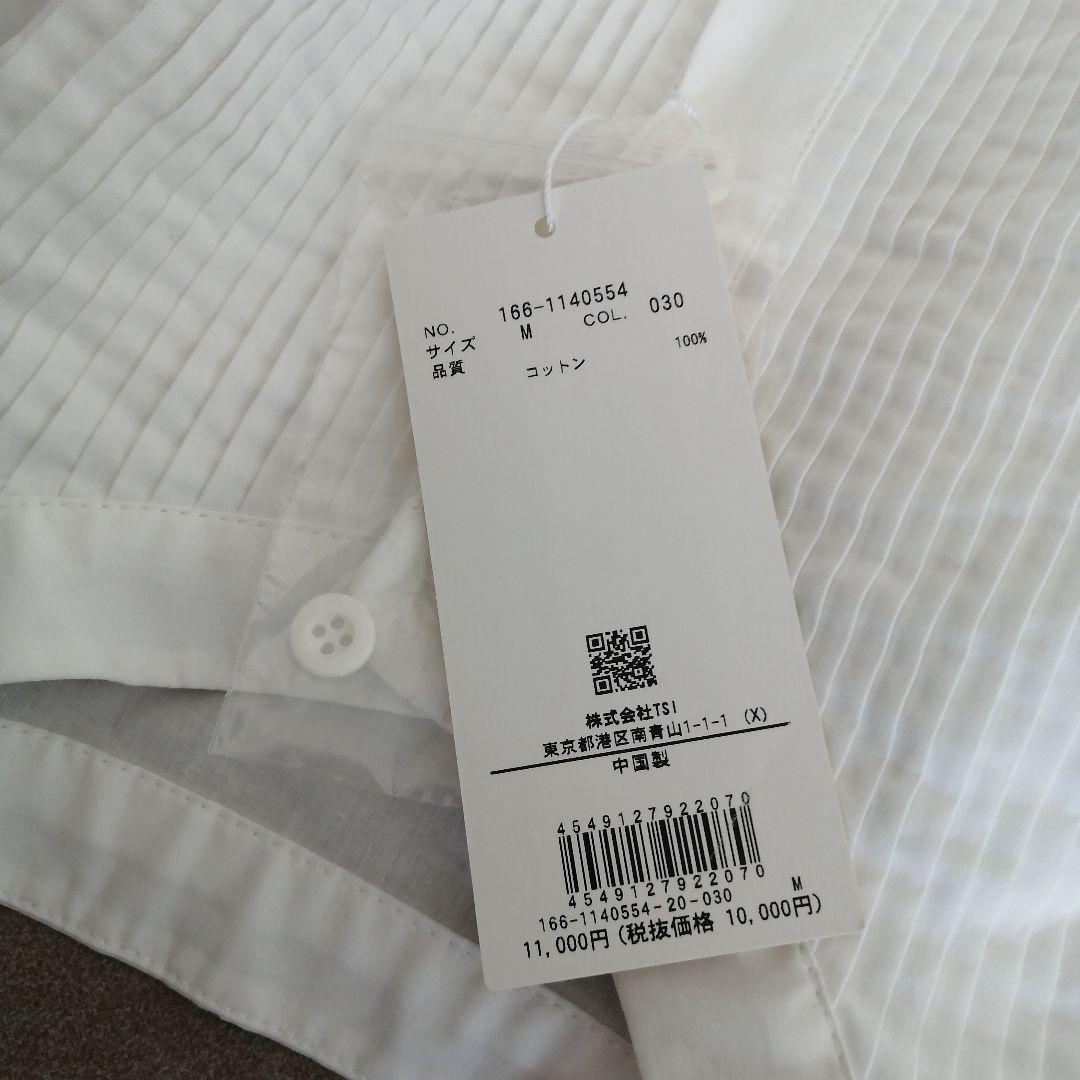 NO. 166-1140554
サイズ M COL. 030
品質 コットン 100%
株式会社TSI
東京都港区南青山1-1-1 (X)
中国製
4549127922070
4549127922070
166-1140554-20-030 M
11,000円 (税抜価格 10,000円)